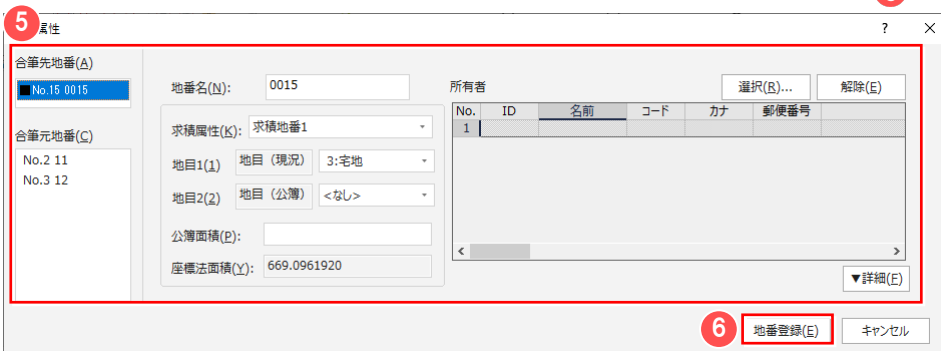 5 属性 ? ×
合筆先地番(A)
■No.15 0015
合筆元地番(C)
No.2 11
No.3 12
地番名(N): 0015
求積属性(K): 求積地番1
地目1(1) 地目（現況） 3:宅地
地目2(2) 地目（公簿） <なし>
公簿面積(P):
座標法面積(Y): 669.0961920
所有者 選択(R)... 解除(E)
No. ID 名前 コード カナ 郵便番号
1
▼詳細(F)
6 地番登録(E) キャンセル